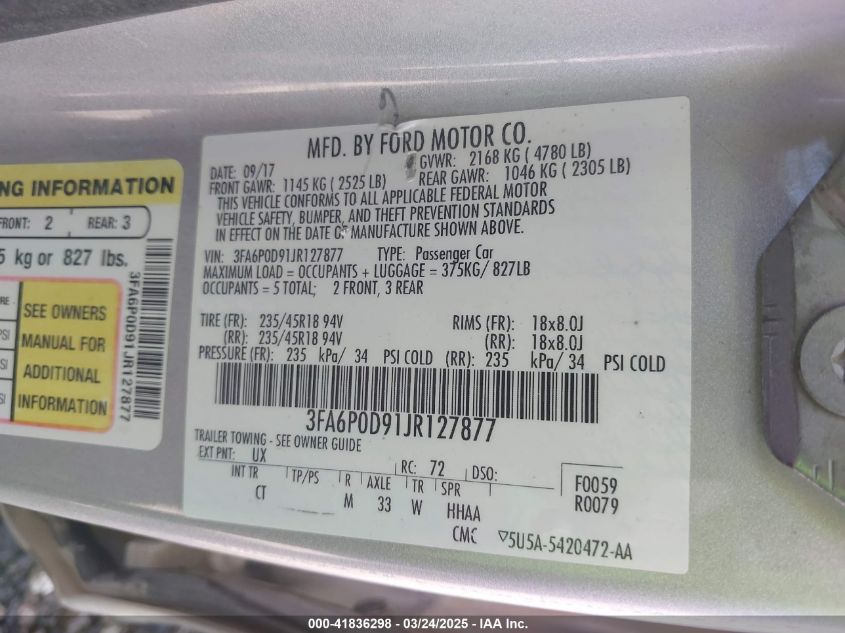 MFD. BY FORD MOTOR CO.
DATE: 09/17
GVWR: 2168 KG ( 4780 LB)
FRONT GAWR: 1145 KG ( 2525 LB)
REAR GAWR: 1046 KG ( 2305 LB)
THIS VEHICLE CONFORMS TO ALL APPLICABLE FEDERAL MOTOR
VEHICLE SAFETY, BUMPER, AND THEFT PREVENTION STANDARDS
IN EFFECT ON THE DATE OF MANUFACTURE SHOWN ABOVE.
VIN: 3FA6P0D91JR127877 TYPE: Passenger Car
MAXIMUM LOAD = OCCUPANTS + LUGGAGE = 375KG/ 827LB
OCCUPANTS = 5 TOTAL; 2 FRONT, 3 REAR
TIRE (FR): 235/45R18 94V RIMS (FR): 18x8.0J
(RR): 235/45R18 94V (RR): 18x8.0J
PRESSURE (FR): 235 kPa/ 34 PSI COLD (RR): 235 kPa/ 34 PSI COLD
3FA6P0D91JR127877
TRAILER TOWING - SEE OWNER GUIDE
EXT PNT: UX RC: 72 DSO:
INT TR TP/PS R AXLE TR SPR
CT M 33 W HHAA
F0059
R0079
CMC ▽5U5A-5420472-AA
NG INFORMATION
FRONT: 2 REAR: 3
5 kg or 827 lbs.
SEE OWNERS
MANUAL FOR
ADDITIONAL
INFORMATION
PSI
PSI
PSI
3FA6P0D91JR127877
000-41836298 - 03/24/2025 - IAA Inc.